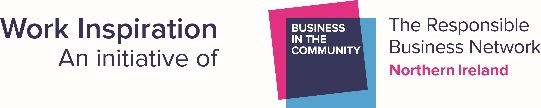 Work Inspiration
An initiative of
BUSINESS
IN THE
COMMUNITY
The Responsible
Business Network
Northern Ireland